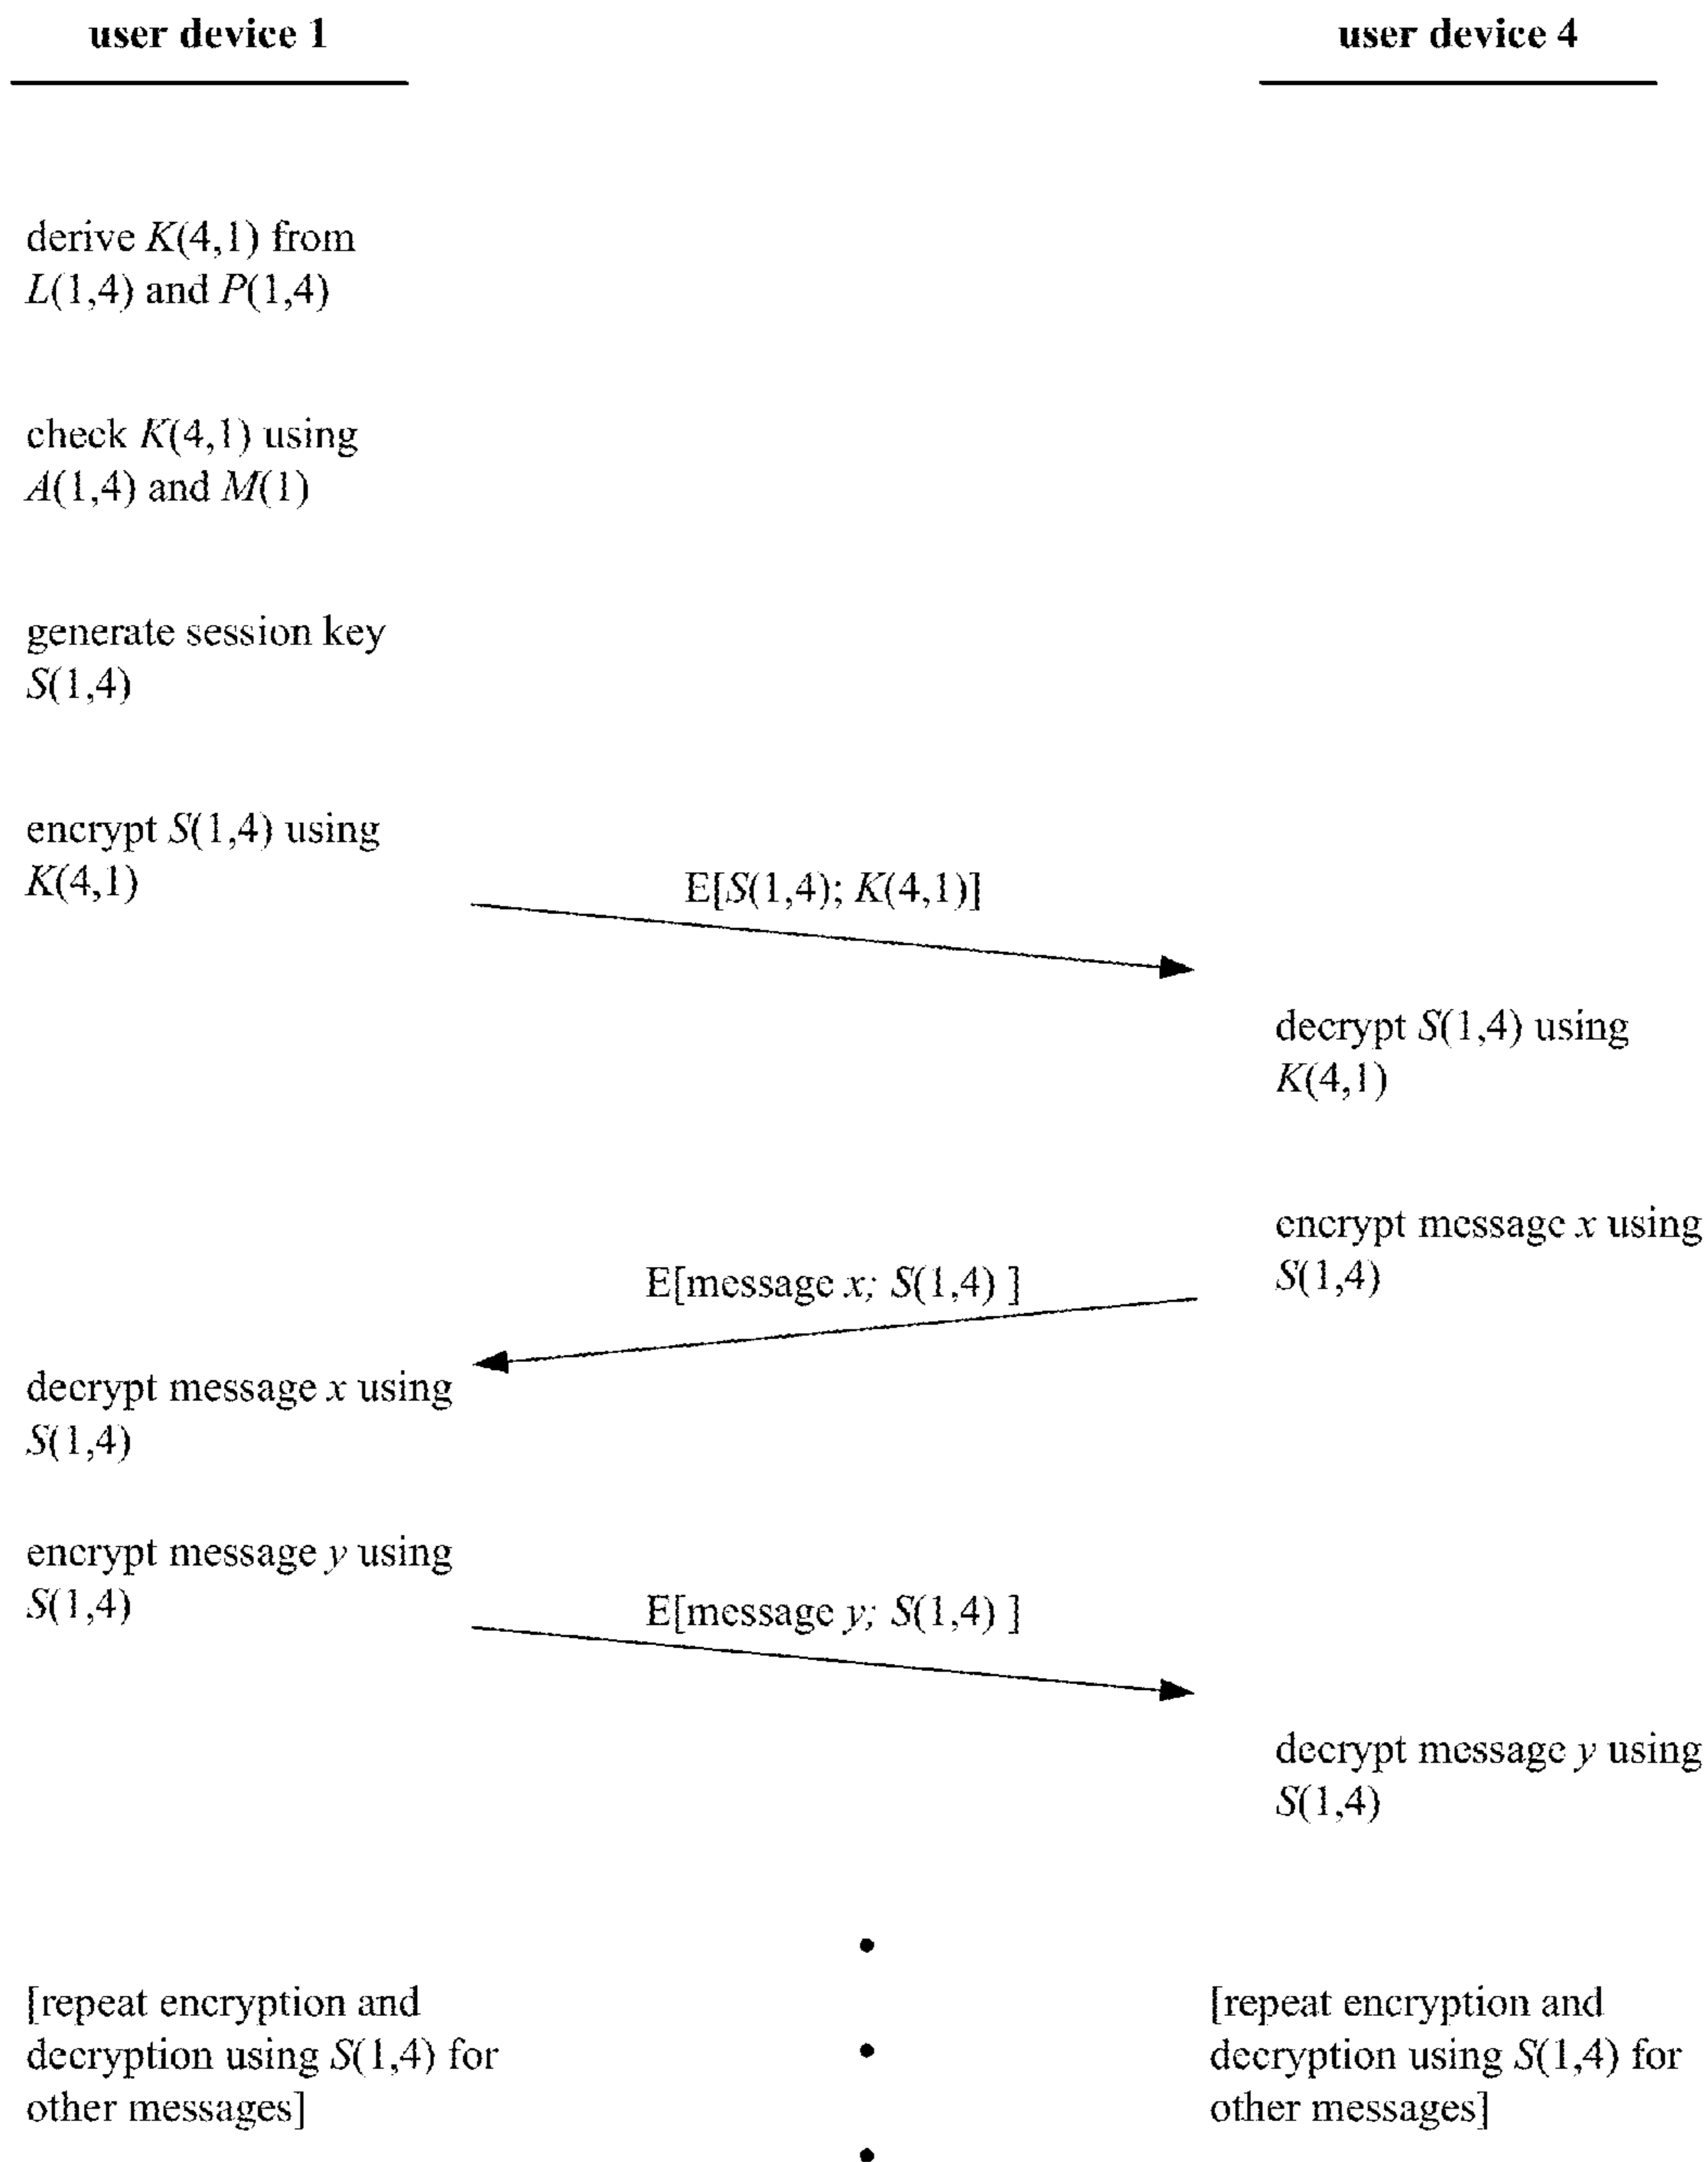 user device 1
user device 4
derive K(4,1) from
L(1,4) and P(1,4)
check K(4,1) using
A(1,4) and M(1)
generate session key
S(1,4)
encrypt S(1,4) using
K(4,1)
E[S(1,4); K(4,1)]
decrypt S(1,4) using
K(4,1)
encrypt message x using
S(1,4)
E[message x; S(1,4) ]
decrypt message x using
S(1,4)
encrypt message y using
S(1,4)
E[message y; S(1,4) ]
decrypt message y using
S(1,4)
[repeat encryption and
decryption using S(1,4) for
other messages]
[repeat encryption and
decryption using S(1,4) for
other messages]